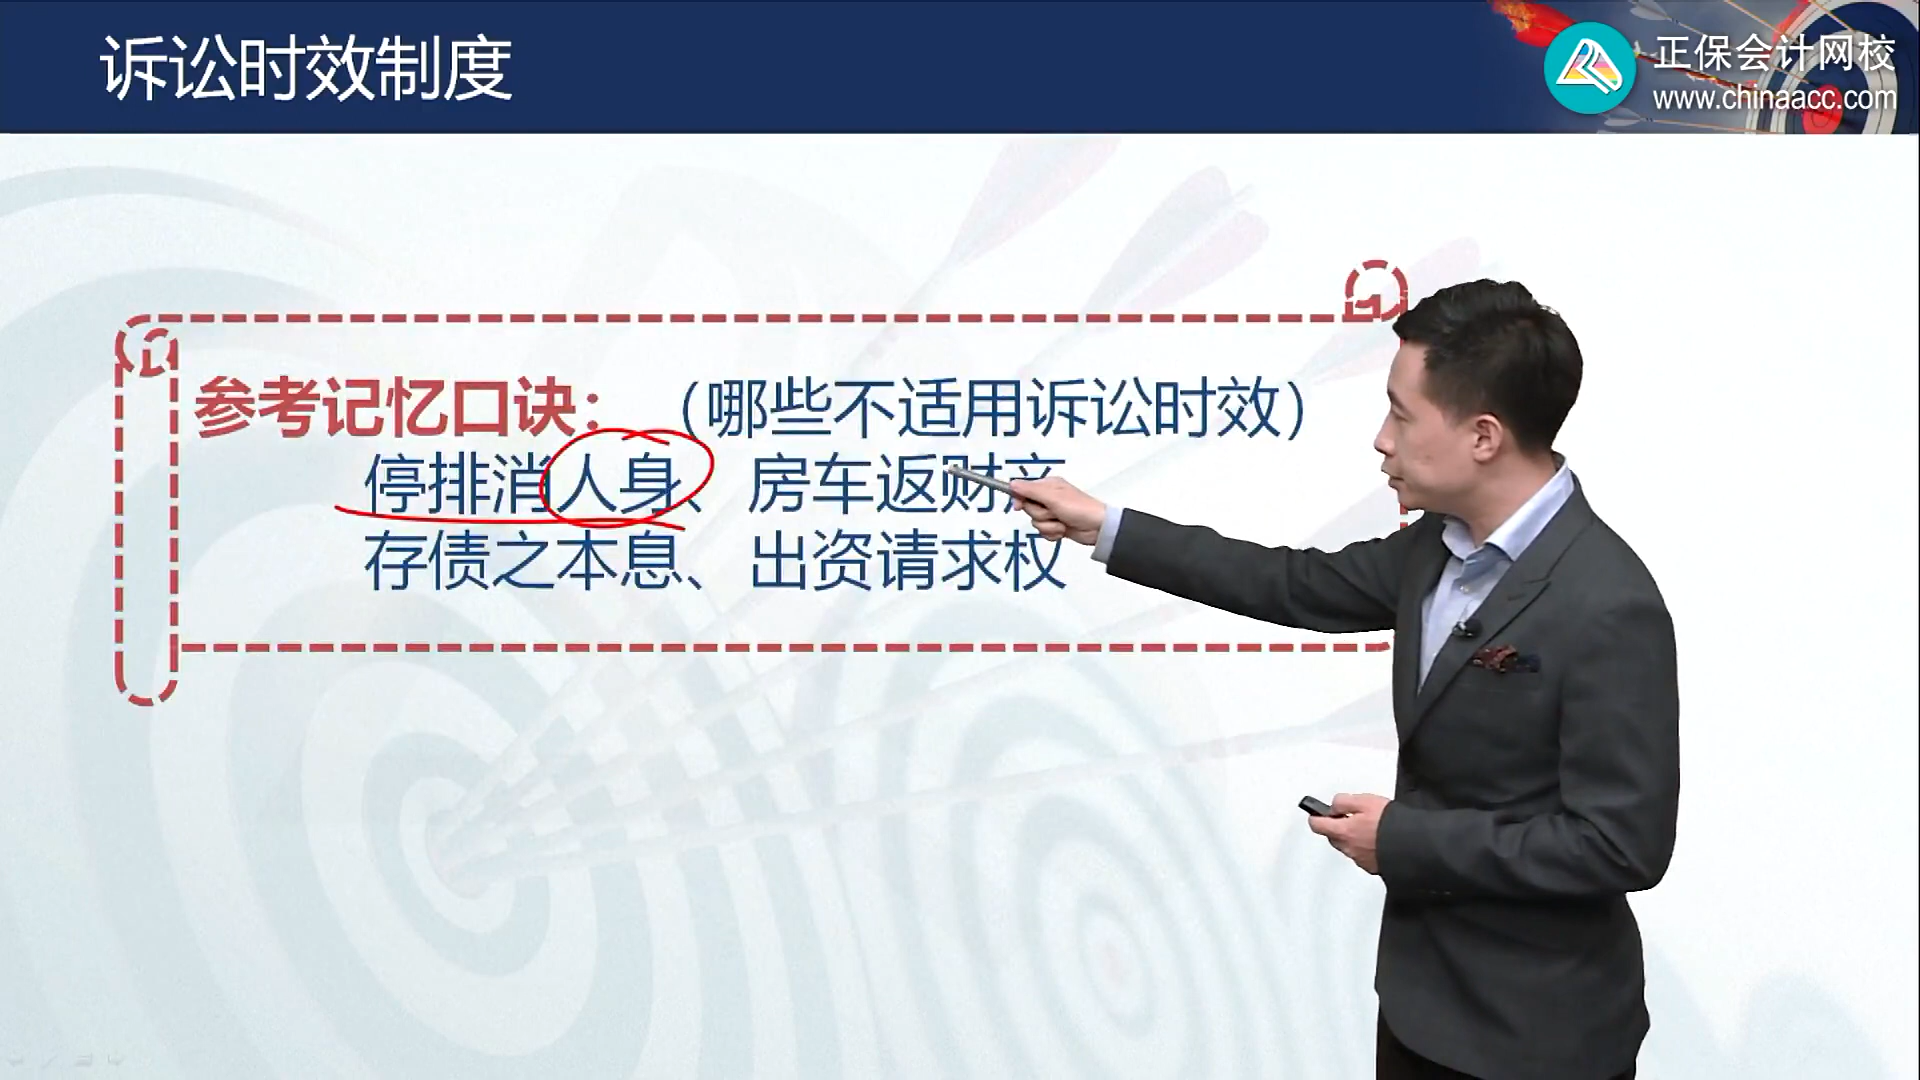 诉讼时效制度
正保会计网校
www.chinaacc.com
参考记忆口诀：（哪些不适用诉讼时效）
停排消人身、房车返财产
存债之本息、出资请求权